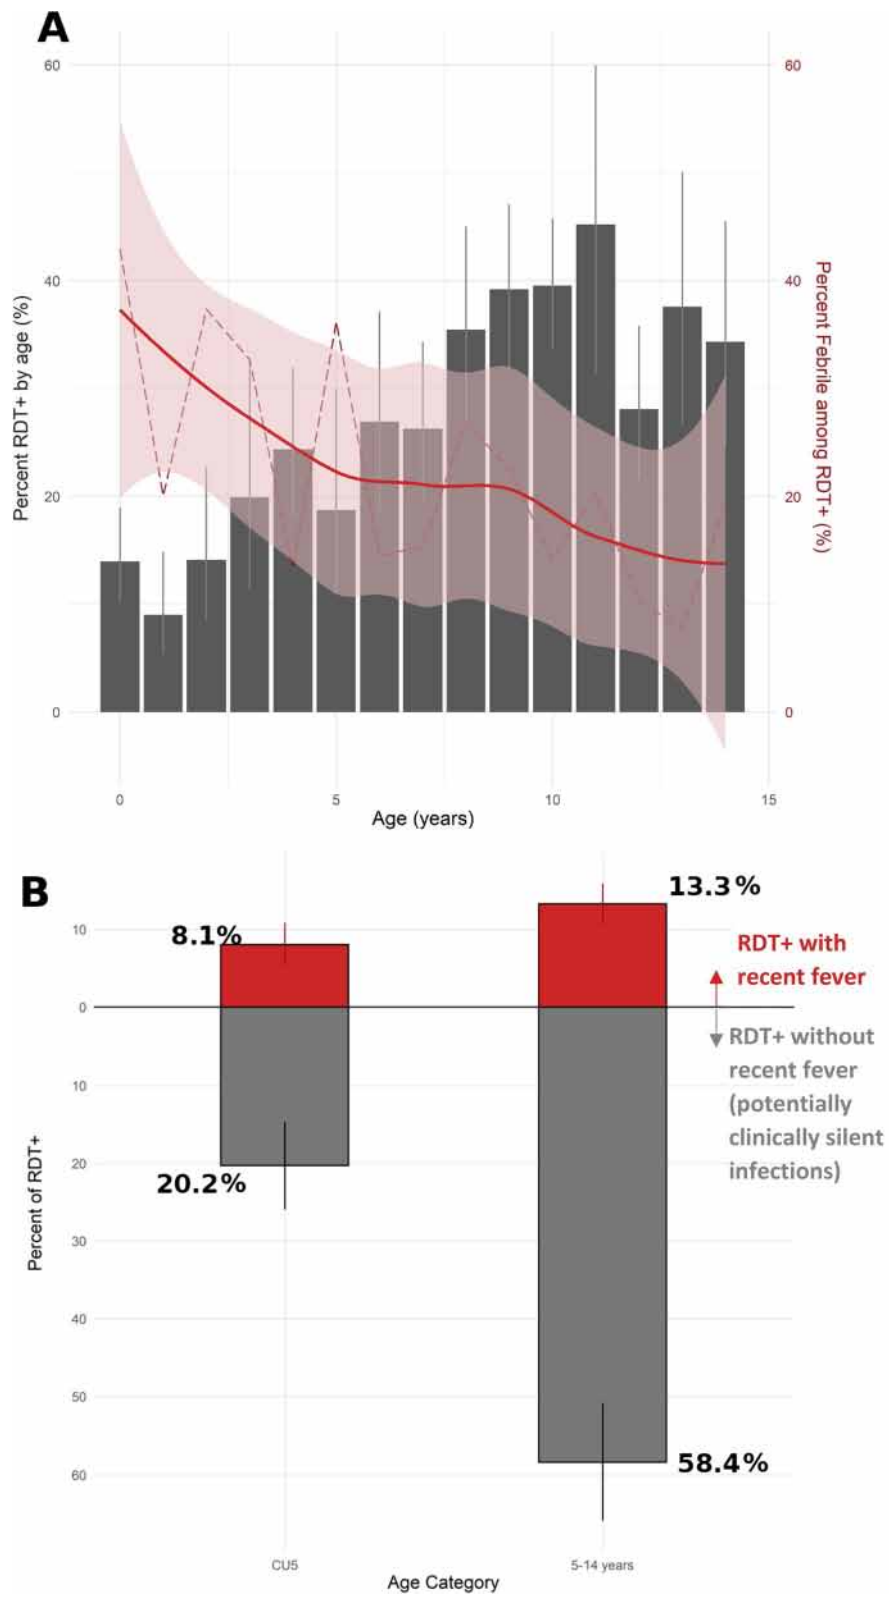 A
60 60
40 40
20 20
0 0
Percent RDT+ by age (%)
Percent Febrile among RDT+ (%)
0 5 10 15
Age (years)
B
13.3%
8.1%
10
0
10
20
30
40
50
60
RDT+ with
recent fever
RDT+ without
recent fever
(potentially
clinically silent
infections)
20.2%
58.4%
Percent of RDT+
CU5 5-14 years
Age Category